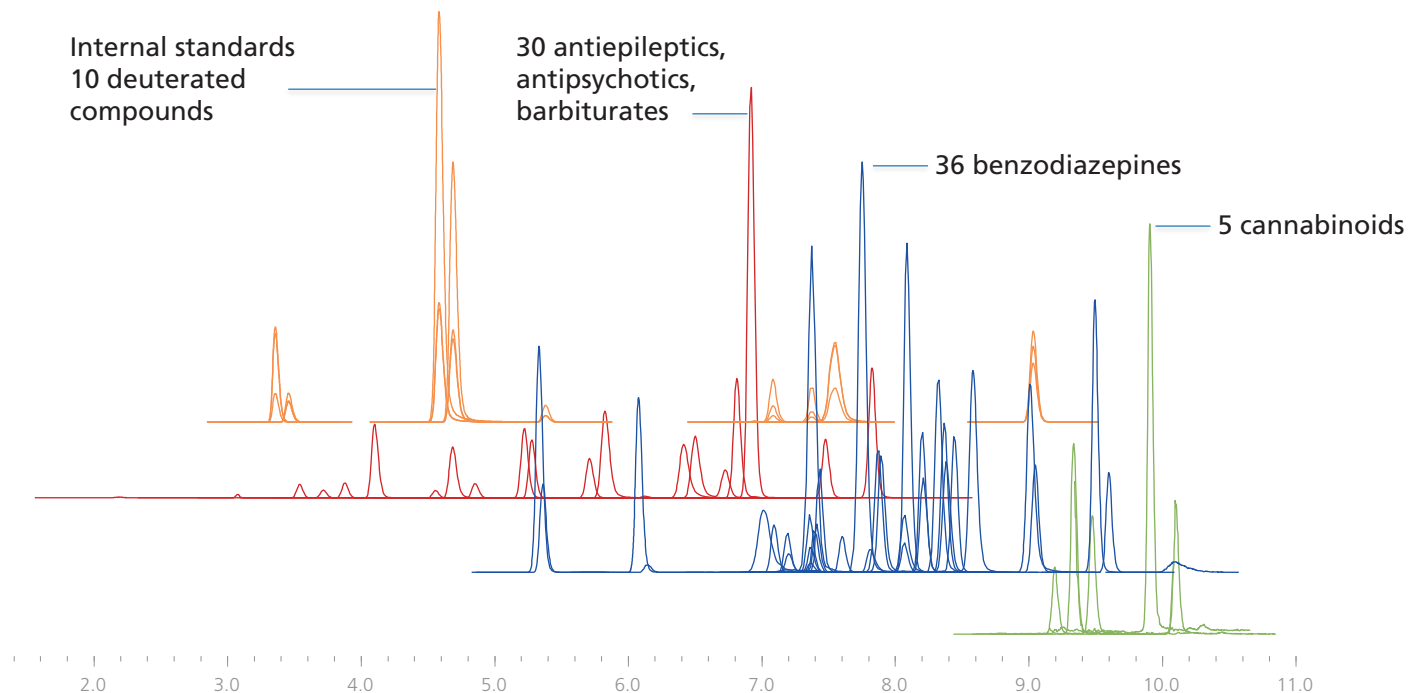 Internal standards
10 deuterated
compounds
30 antiepileptics,
antipsychotics,
barbiturates
36 benzodiazepines
5 cannabinoids
2.0 3.0 4.0 5.0 6.0 7.0 8.0 9.0 10.0 11.0